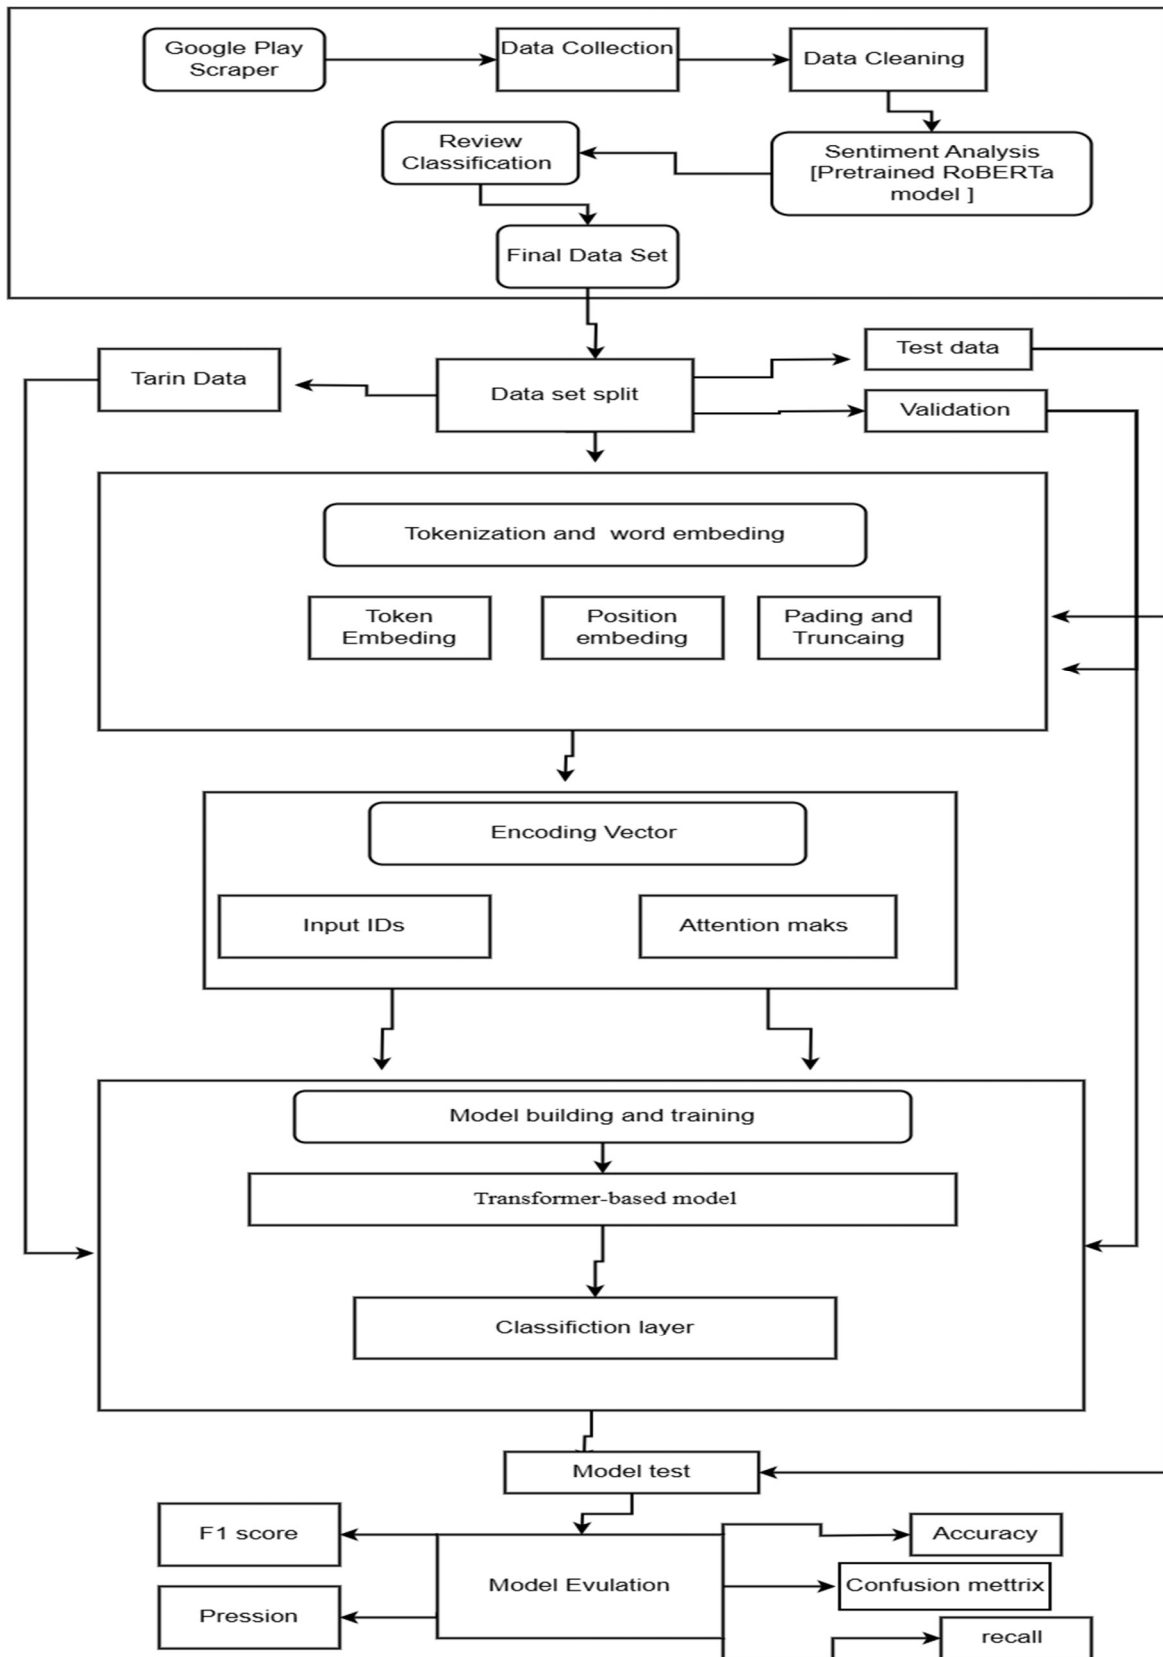 Google Play
Scraper
Data Collection
Data Cleaning
Review
Classification
Sentiment Analysis
[Pretrained RoBERTa
model ]
Final Data Set
Tarin Data
Data set split
Test data
Validation
Tokenization and word embeding
Token
Embeding
Position
embeding
Pading and
Truncaing
Encoding Vector
Input IDs
Attention maks
Model building and training
Transformer-based model
Classifiction layer
Model test
F1 score
Model Evulation
Accuracy
Confusion mettrix
Pression
recall